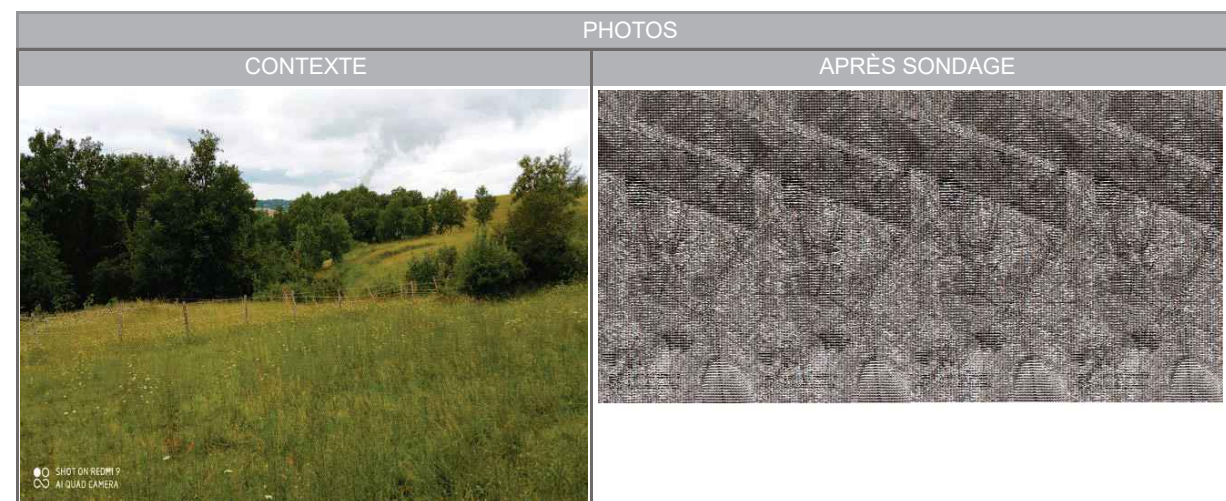 PHOTOS
CONTEXTE
APRÈS SONDAGE
SHOT ON REDMI 9
AI QUAD CAMERA